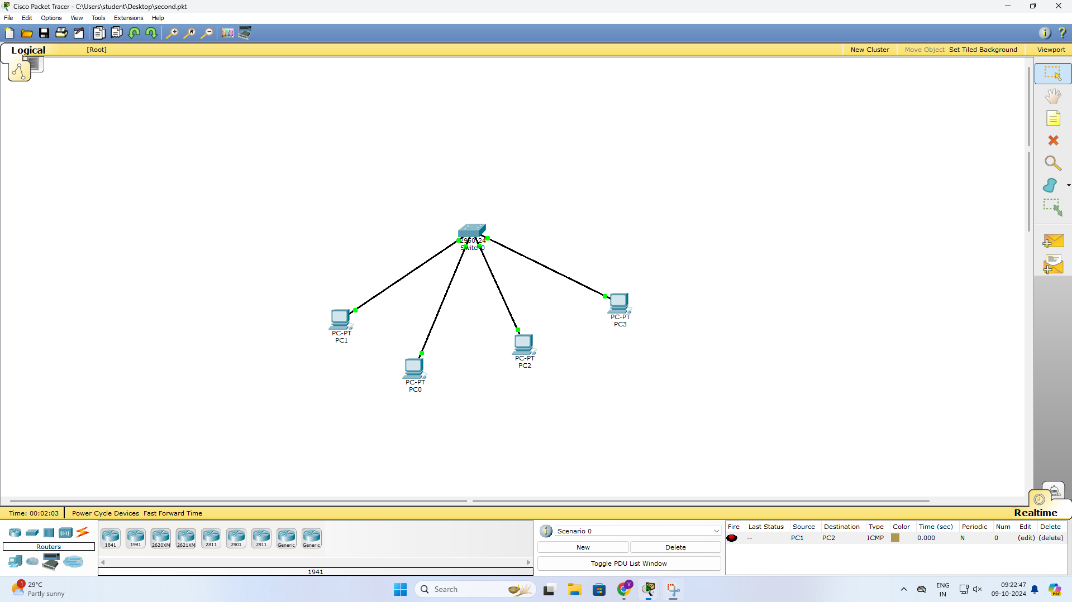 Cisco Packet Tracer - C:\Users\student\Desktop\second.pkt
File Edit Options View Tools Extensions Help
Logical [Root] New Cluster Move Object Set Tiled Background Viewport
2950-24
Switch0
PC-PT
PC3
PC-PT
PC1
PC-PT
PC2
PC-PT
PC0
Realtime
Time: 00:02:03 Power Cycle Devices Fast Forward Time
1841 1941 2620XM 2621XM 2811 2901 2911 Generic Generic
Routers
1941
Scenario 0
New Delete
Toggle PDU List Window
Fire Last Status Source Destination Type Color Time (sec) Periodic Num Edit Delete
-- PC1 PC2 ICMP 0.000 N 0 (edit) (delete)
1
29°C
Partly sunny
Search
ENG
IN
09:22:47
09-10-2024